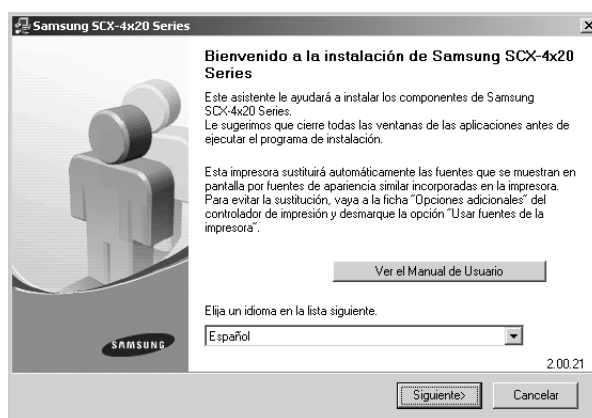 Samsung SCX-4x20 Series
Bienvenido a la instalación de Samsung SCX-4x20
Series
Este asistente le ayudará a instalar los componentes de Samsung
SCX-4x20 Series.
Le sugerimos que cierre todas las ventanas de las aplicaciones antes de
ejecutar el programa de instalación.
Esta impresora sustituirá automáticamente las fuentes que se muestran en
pantalla por fuentes de apariencia similar incorporadas en la impresora.
Para evitar la sustitución, vaya a la ficha "Opciones adicionales" del
controlador de impresión y desmarque la opción "Usar fuentes de la
impresora".
Ver el Manual de Usuario
Elija un idioma en la lista siguiente.
Español
SAMSUNG
2.00.21
Siguiente>
Cancelar